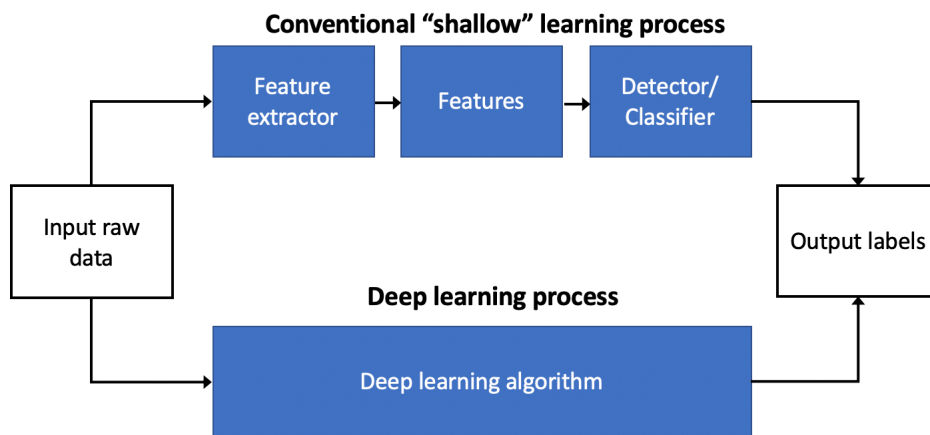 Conventional “shallow” learning process
Feature
extractor
Features
Detector/
Classifier
Input raw
data
Output labels
Deep learning process
Deep learning algorithm